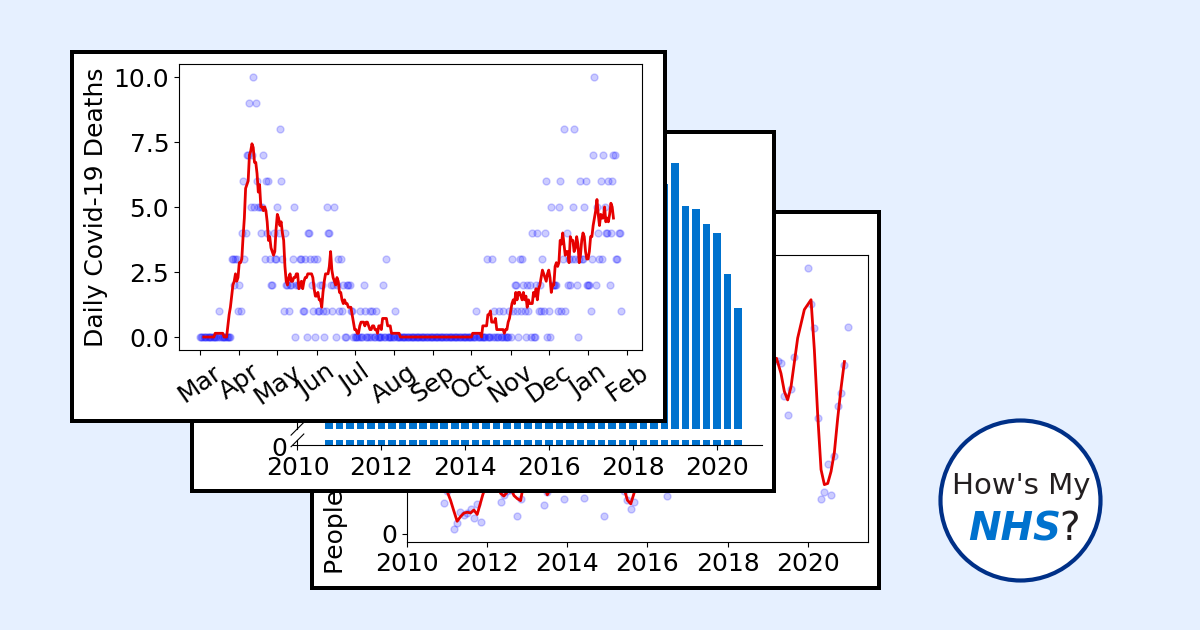 Daily Covid-19 Deaths
10.0
7.5
5.0
2.5
0.0
Mar Apr May Jun Jul Aug Sep Oct Nov Dec Jan Feb
0
2010 2012 2014 2016 2018 2020
People
0
2010 2012 2014 2016 2018 2020
How's My
NHS?